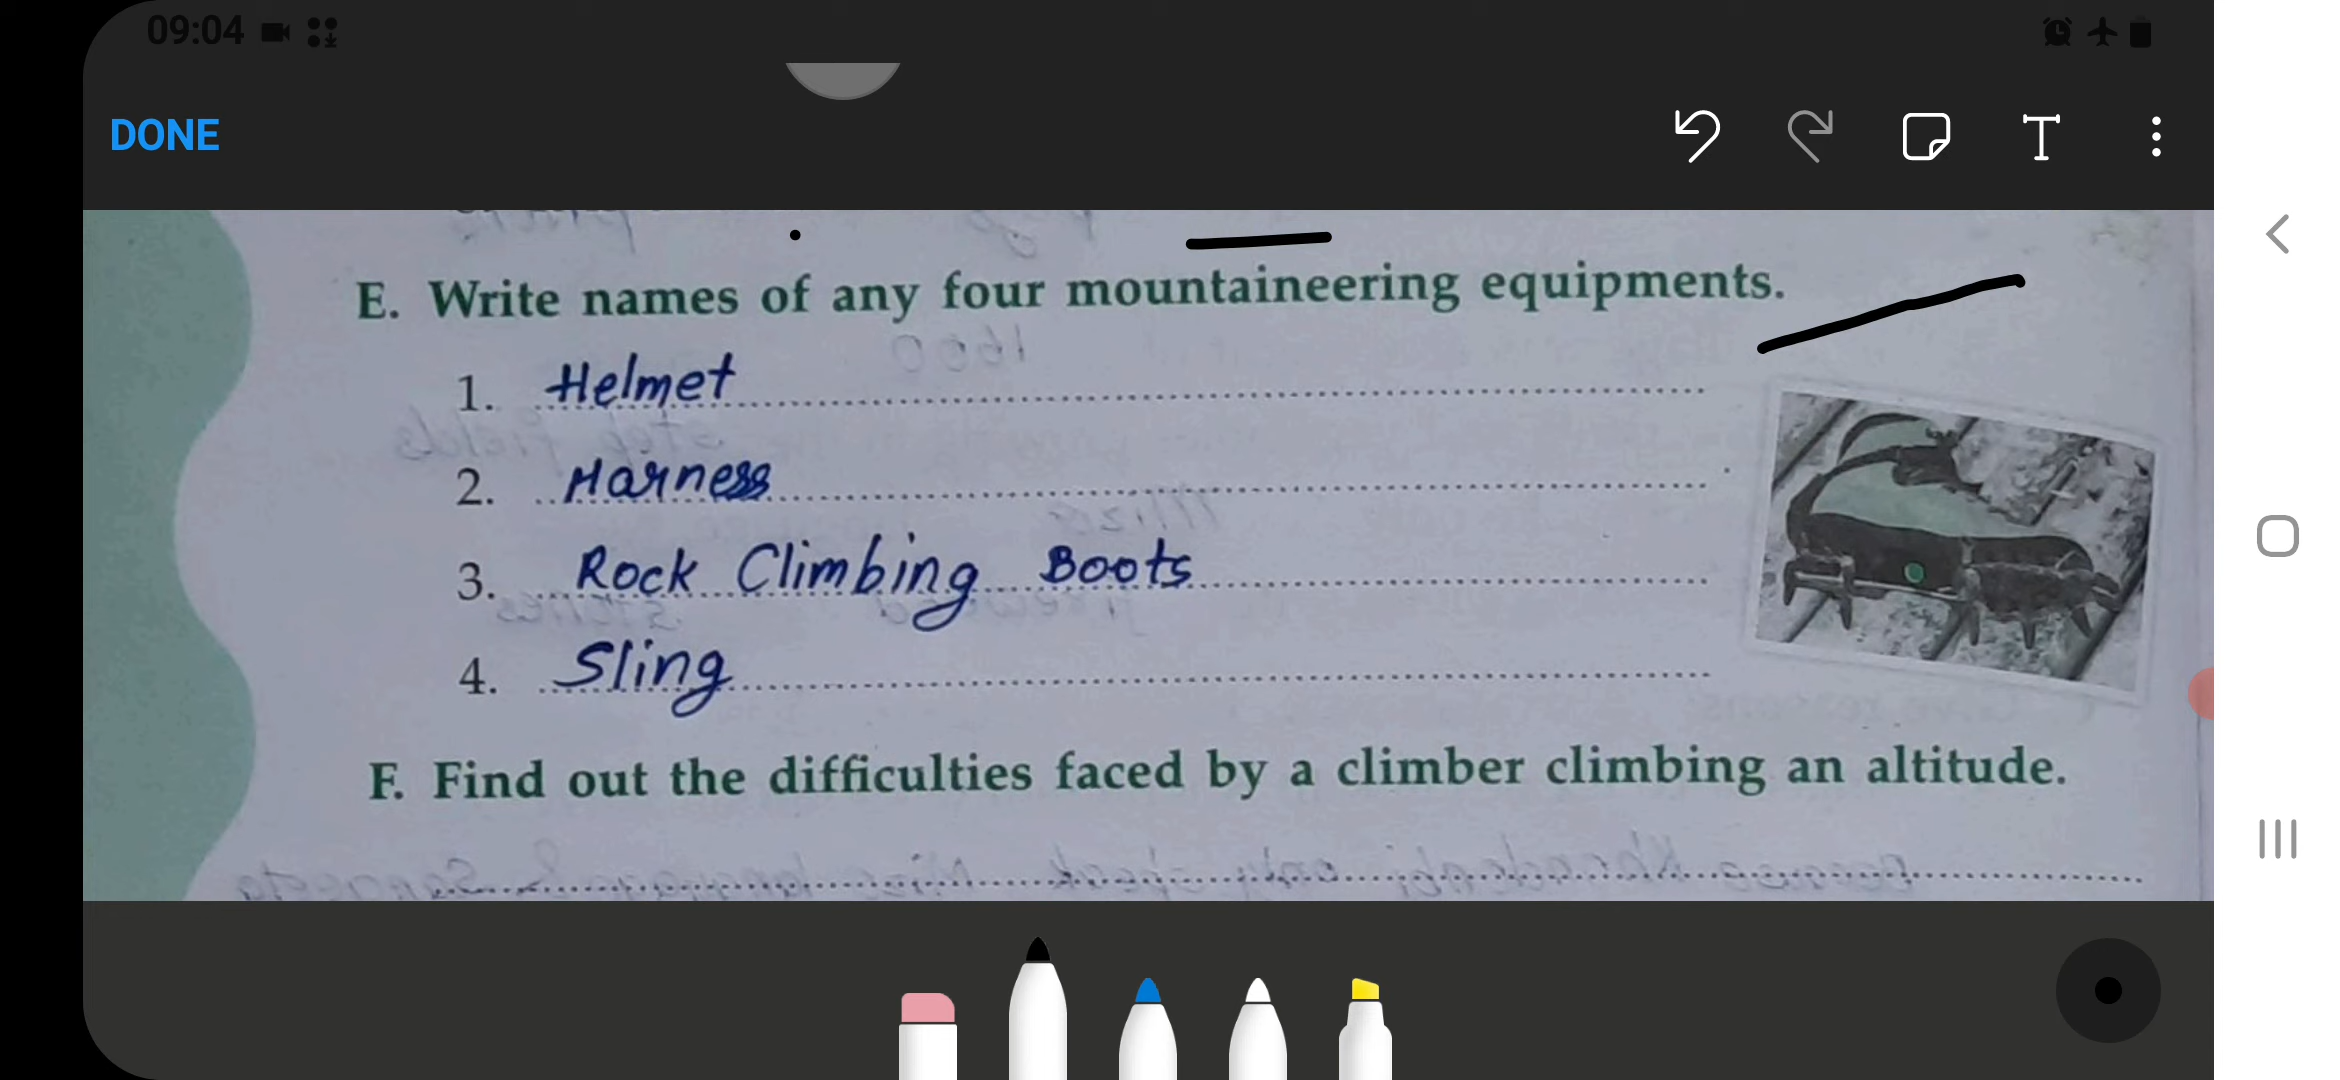 09:04
DONE
E. Write names of any four mountaineering equipments.
1. Helmet
2. Harness
3. Rock Climbing Boots
4. Sling
F. Find out the difficulties faced by a climber climbing an altitude.